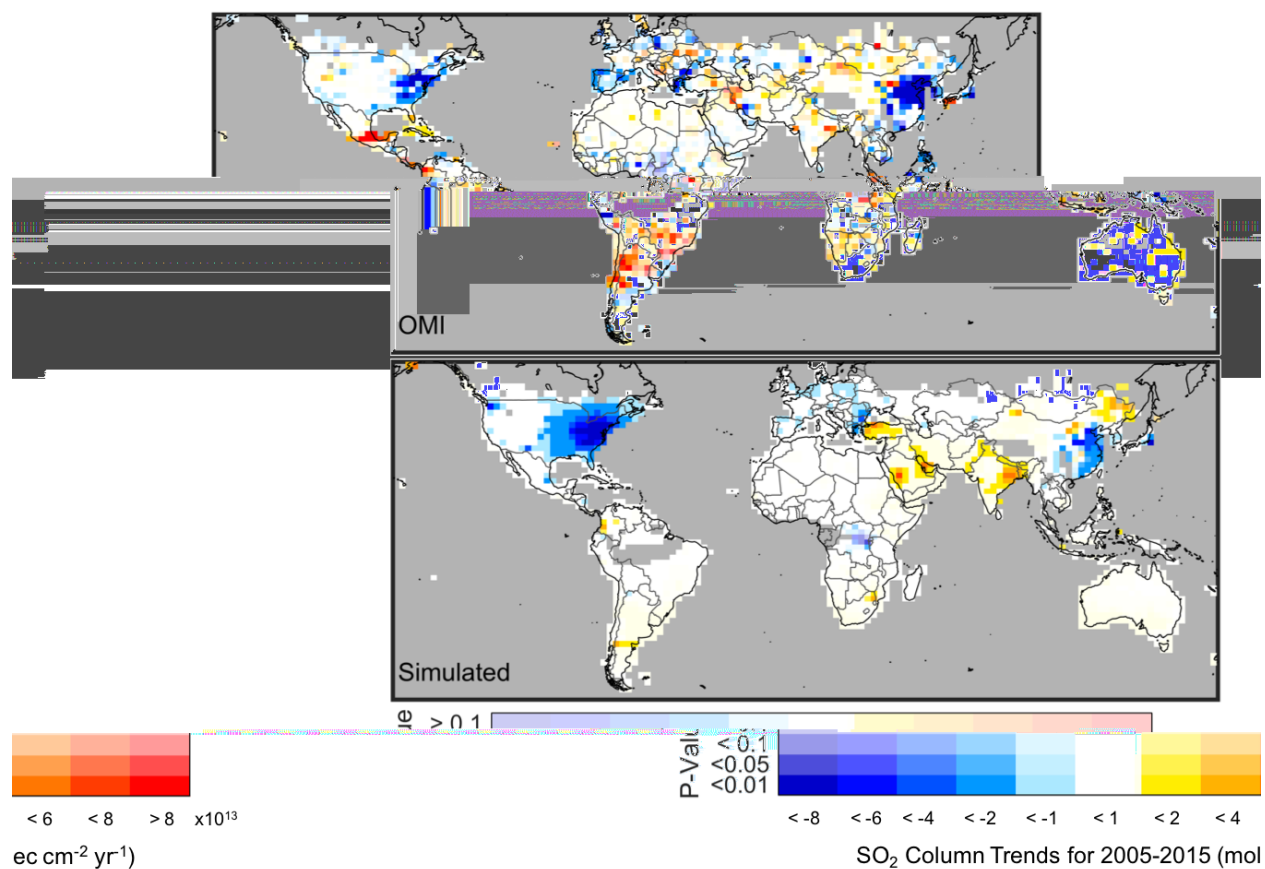 OMI
Simulated
> 0.1
P-Val
< 0.1
<0.05
<0.01
< 6 < 8 > 8 x10¹³
< -8 < -6 < -4 < -2 < -1 < 1 < 2 < 4
ec cm⁻² yr⁻¹)
SO₂ Column Trends for 2005-2015 (mol